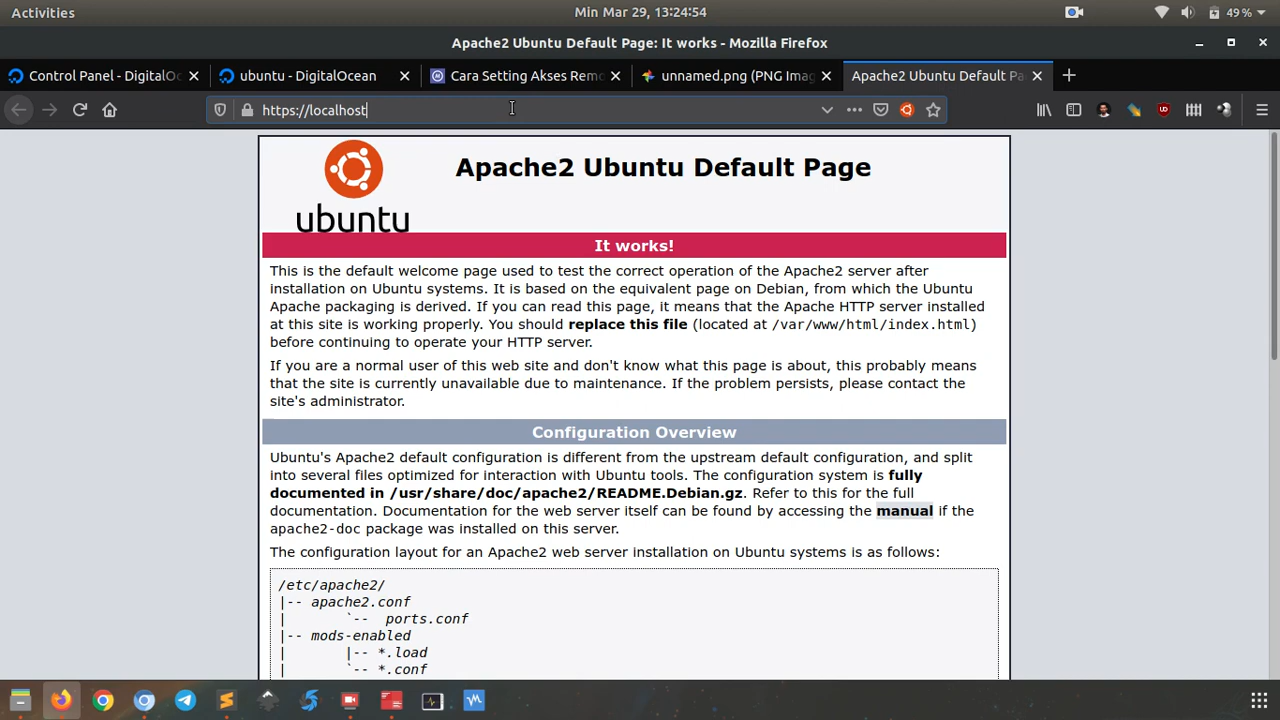 Activities
Min Mar 29, 13:24:54
49%
Apache2 Ubuntu Default Page: It works - Mozilla Firefox
Control Panel - DigitalOc
ubuntu - DigitalOcean
Cara Setting Akses Remo
unnamed.png (PNG Imag
Apache2 Ubuntu Default Pa
https://localhost
ubuntu
Apache2 Ubuntu Default Page
It works!
This is the default welcome page used to test the correct operation of the Apache2 server after
installation on Ubuntu systems. It is based on the equivalent page on Debian, from which the Ubuntu
Apache packaging is derived. If you can read this page, it means that the Apache HTTP server installed
at this site is working properly. You should replace this file (located at /var/www/html/index.html)
before continuing to operate your HTTP server.
If you are a normal user of this web site and don't know what this page is about, this probably means
that the site is currently unavailable due to maintenance. If the problem persists, please contact the
site's administrator.
Configuration Overview
Ubuntu's Apache2 default configuration is different from the upstream default configuration, and split
into several files optimized for interaction with Ubuntu tools. The configuration system is fully
documented in /usr/share/doc/apache2/README.Debian.gz. Refer to this for the full
documentation. Documentation for the web server itself can be found by accessing the manual if the
apache2-doc package was installed on this server.
The configuration layout for an Apache2 web server installation on Ubuntu systems is as follows:
/etc/apache2/
|-- apache2.conf
|       `--  ports.conf
|-- mods-enabled
|       |-- *.load
|       `-- *.conf